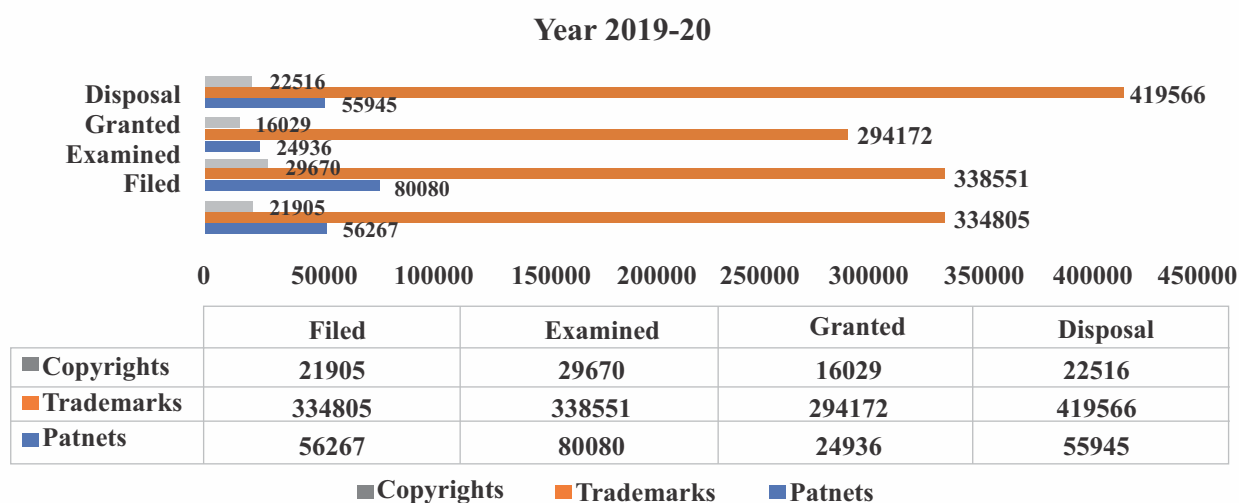 Year 2019-20
Disposal
22516
419566
55945
Granted
16029
294172
24936
Examined
29670
338551
80080
Filed
21905
334805
56267
0 50000 100000 150000 200000 250000 300000 350000 400000 450000
Filed Examined Granted Disposal
Copyrights 21905 29670 16029 22516
Trademarks 334805 338551 294172 419566
Patnets 56267 80080 24936 55945
Copyrights Trademarks Patnets